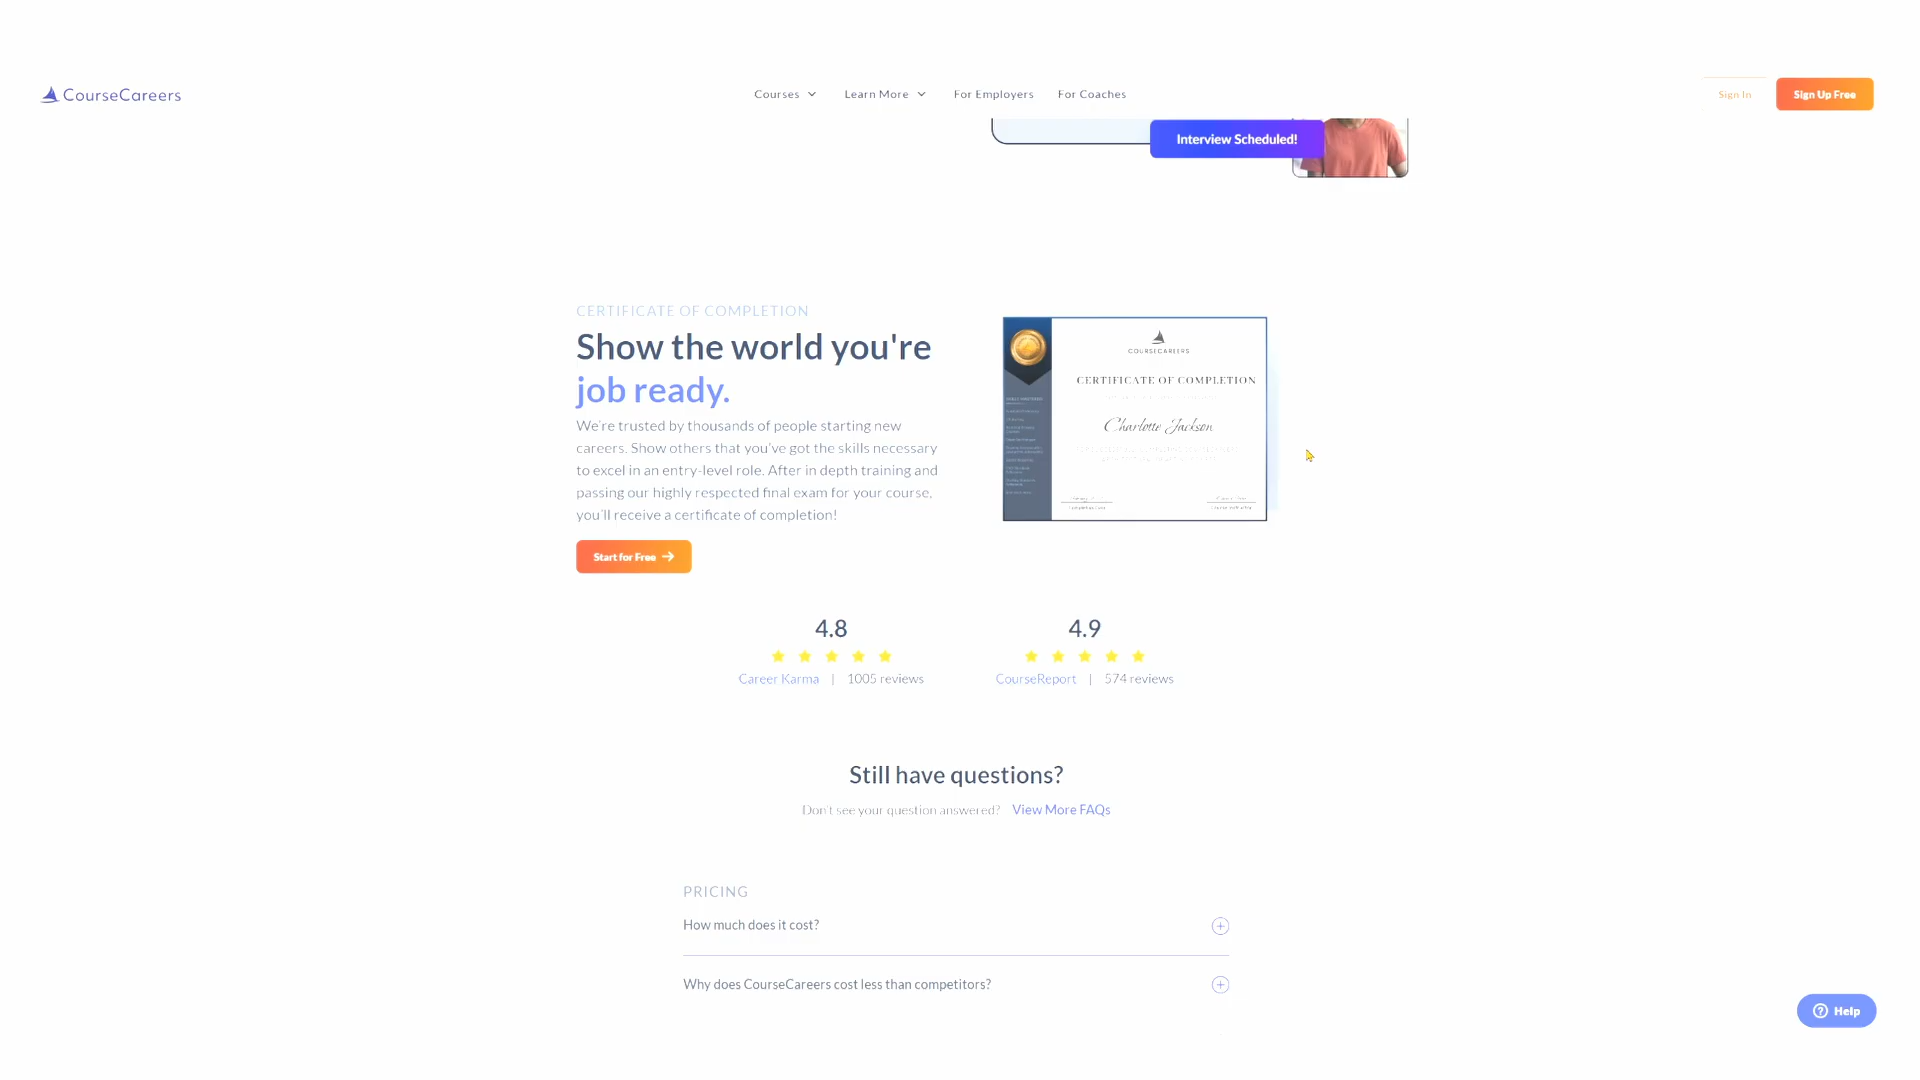 CourseCareers
Courses
Learn More
For Employers
For Coaches
Sign In
Sign Up Free
Interview Scheduled!
CERTIFICATE OF COMPLETION
Show the world you're
job ready.
We're trusted by thousands of people starting new
careers. Show others that you've got the skills necessary
to excel in an entry-level role. After in depth training and
passing our highly respected final exam for your course,
you'll receive a certificate of completion!
Start for Free
COURSECAREERS
CERTIFICATE OF COMPLETION
Charlotte Jackson
4.8
Career Karma | 1005 reviews
4.9
CourseReport | 574 reviews
Still have questions?
Don't see your question answered? View More FAQs
PRICING
How much does it cost?
Why does CourseCareers cost less than competitors?
Help